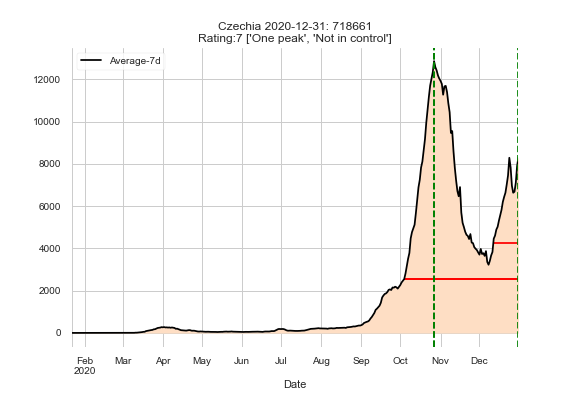 Czechia 2020-12-31: 718661
Rating:7 ['One peak', 'Not in control']
Average-7d
12000
10000
8000
6000
4000
2000
0
Feb Mar Apr May Jun Jul Aug Sep Oct Nov Dec
2020
Date